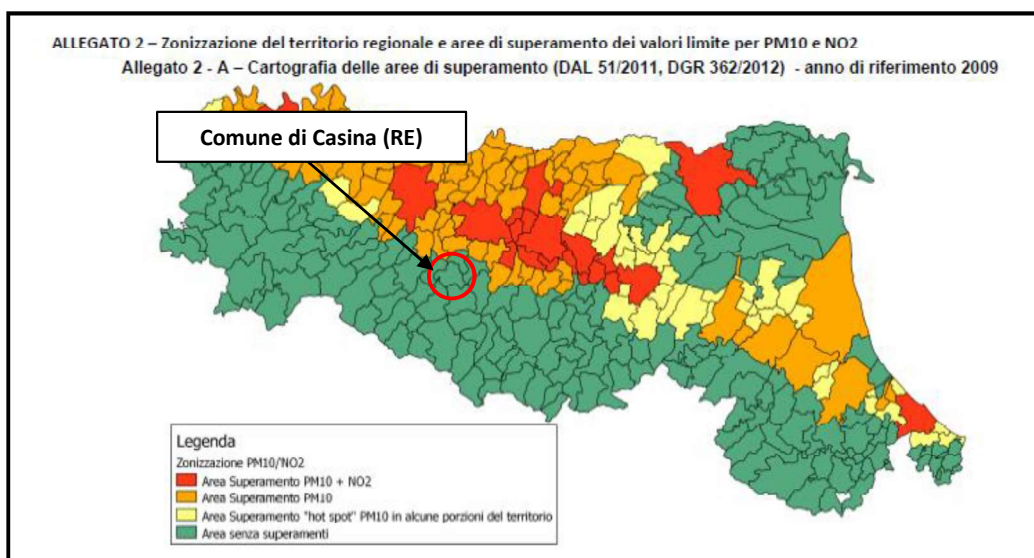 ALLEGATO 2 – Zonizzazione del territorio regionale e aree di superamento dei valori limite per PM10 e NO2
Allegato 2 - A – Cartografia delle aree di superamento (DAL 51/2011, DGR 362/2012) - anno di riferimento 2009
Comune di Casina (RE)
Legenda
Zonizzazione PM10/NO2
Area Superamento PM10 + NO2
Area Superamento PM10
Area Superamento "hot spot" PM10 in alcune porzioni del territorio
Area senza superamenti